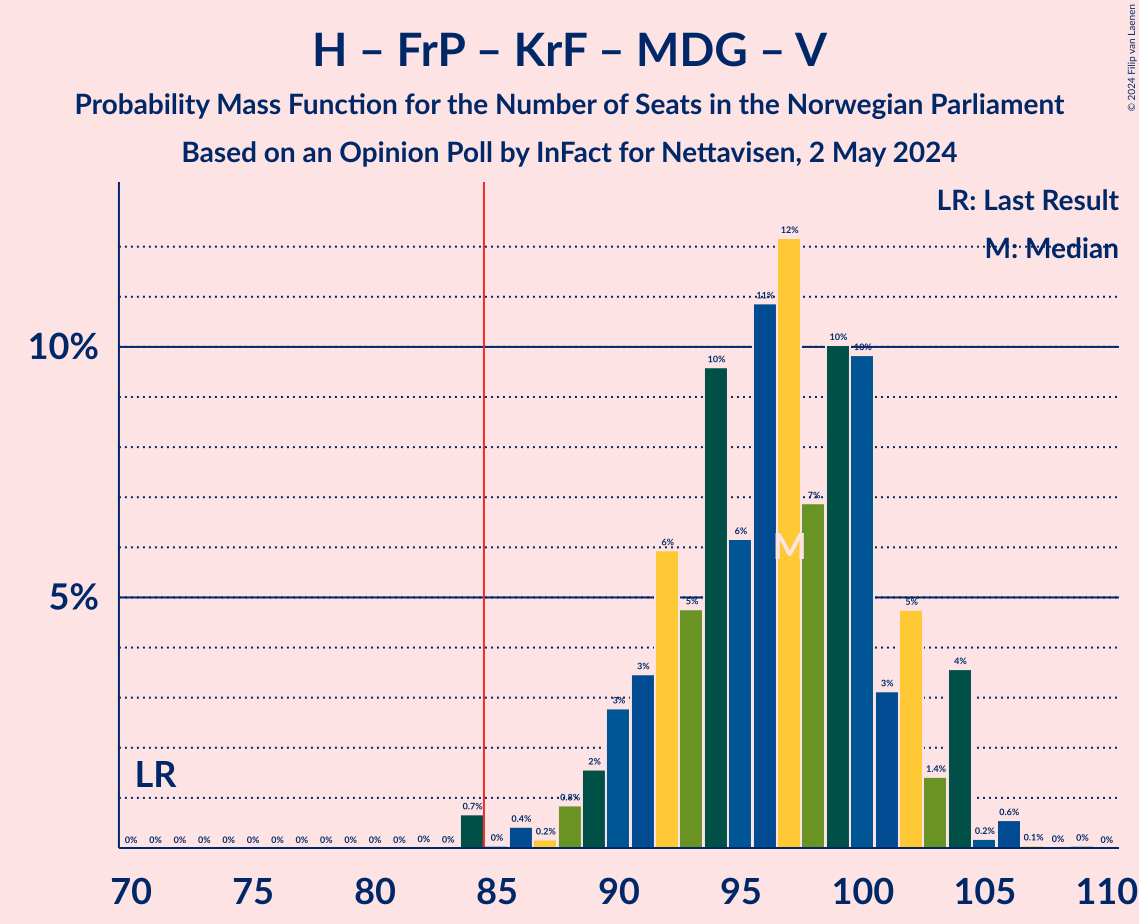 H – FrP – KrF – MDG – V
Probability Mass Function for the Number of Seats in the Norwegian Parliament
Based on an Opinion Poll by InFact for Nettavisen, 2 May 2024
© 2024 Filip van Laenen
LR: Last Result
M: Median
10%
5%
LR
M
0% 0% 0% 0% 0% 0% 0% 0% 0% 0% 0% 0% 0% 0% 0.7% 0% 0.4% 0.2% 0.8% 2% 3% 3% 6% 5% 10% 6% 11% 12% 7% 10% 10% 3% 5% 1.4% 4% 0.2% 0.6% 0.1% 0% 0% 0%
70 75 80 85 90 95 100 105 110